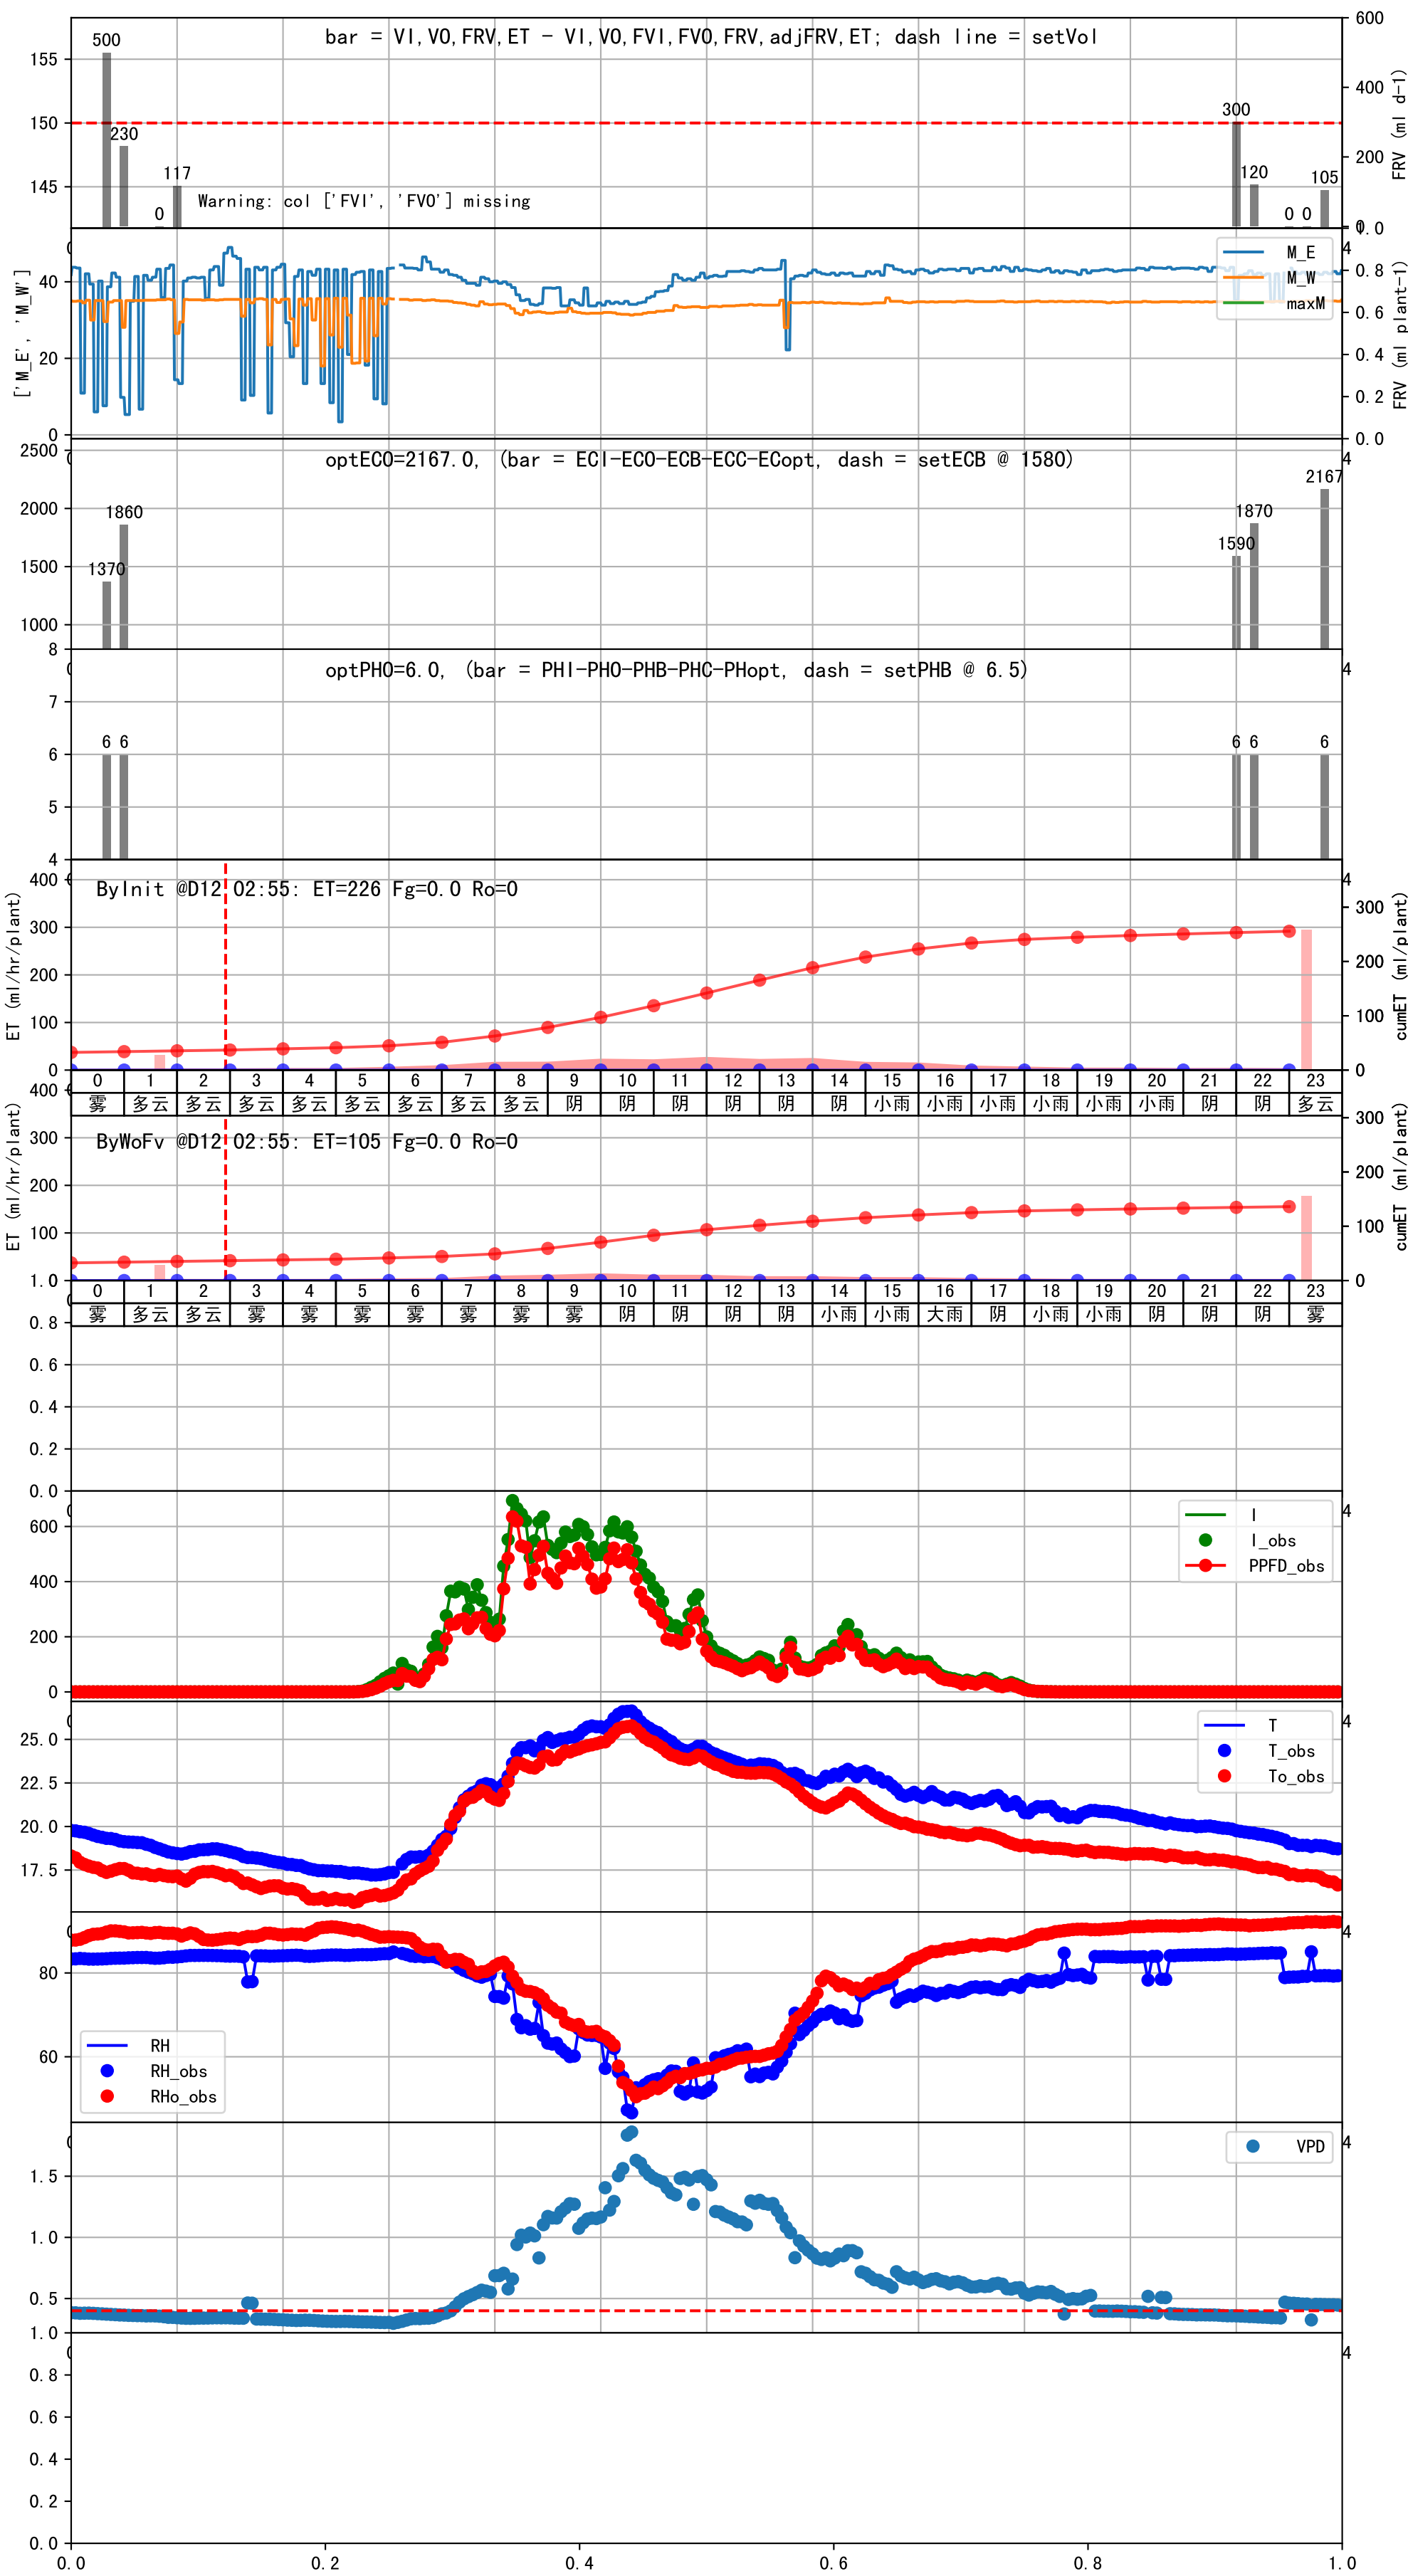 bar = VI,VO,FRV,ET - VI,VO,FVI,FVO,FRV,adjFRV,ET; dash line = setVol
500
230
0
117
300
120
0 0
105
155
150
145
600
400
200
FRV (ml d-1)
Warning: col ['FVI', 'FVO'] missing
1.0
4
['M_E', 'M_W']
40
20
0
M_E
M_W
maxM
0.8
0.6
0.4
0.2
0.0
FRV (ml plant-1)
optECO=2167.0, (bar = ECI-ECO-ECB-ECC-ECopt, dash = setECB @ 1580)
2500
2000
1500
1000
1370
1860
1590
1870
2167
4
optPHO=6.0, (bar = PHI-PHO-PHB-PHC-PHopt, dash = setPHB @ 6.5)
8
7
6
5
4
6 6
6 6
6
4
ByInit @D12 02:55: ET=226 Fg=0.0 Ro=0
ET (ml/hr/plant)
400
300
200
100
0
4
300
200
100
0
cumET (ml/plant)
0 1 2 3 4 5 6 7 8 9 10 11 12 13 14 15 16 17 18 19 20 21 22 23
雾 多云 多云 多云 多云 多云 多云 多云 多云 阴 阴 阴 阴 阴 阴 小雨 小雨 小雨 小雨 小雨 小雨 阴 阴 多云
ByWoFv @D12 02:55: ET=105 Fg=0.0 Ro=0
ET (ml/hr/plant)
400
300
200
100
300
200
100
0
cumET (ml/plant)
0 1 2 3 4 5 6 7 8 9 10 11 12 13 14 15 16 17 18 19 20 21 22 23
雾 多云 多云 雾 雾 雾 雾 雾 雾 雾 阴 阴 阴 阴 小雨 小雨 大雨 阴 小雨 小雨 阴 阴 阴 雾
1.0
0.8
0.6
0.4
0.2
0.0
4
600
400
200
0
I
I_obs
PPFD_obs
4
25.0
22.5
20.0
17.5
T
T_obs
To_obs
4
80
60
RH
RH_obs
RHo_obs
4
1.5
1.0
0.5
VPD
4
1.0
0.8
0.6
0.4
0.2
0.0
0.0 0.2 0.4 0.6 0.8 1.0